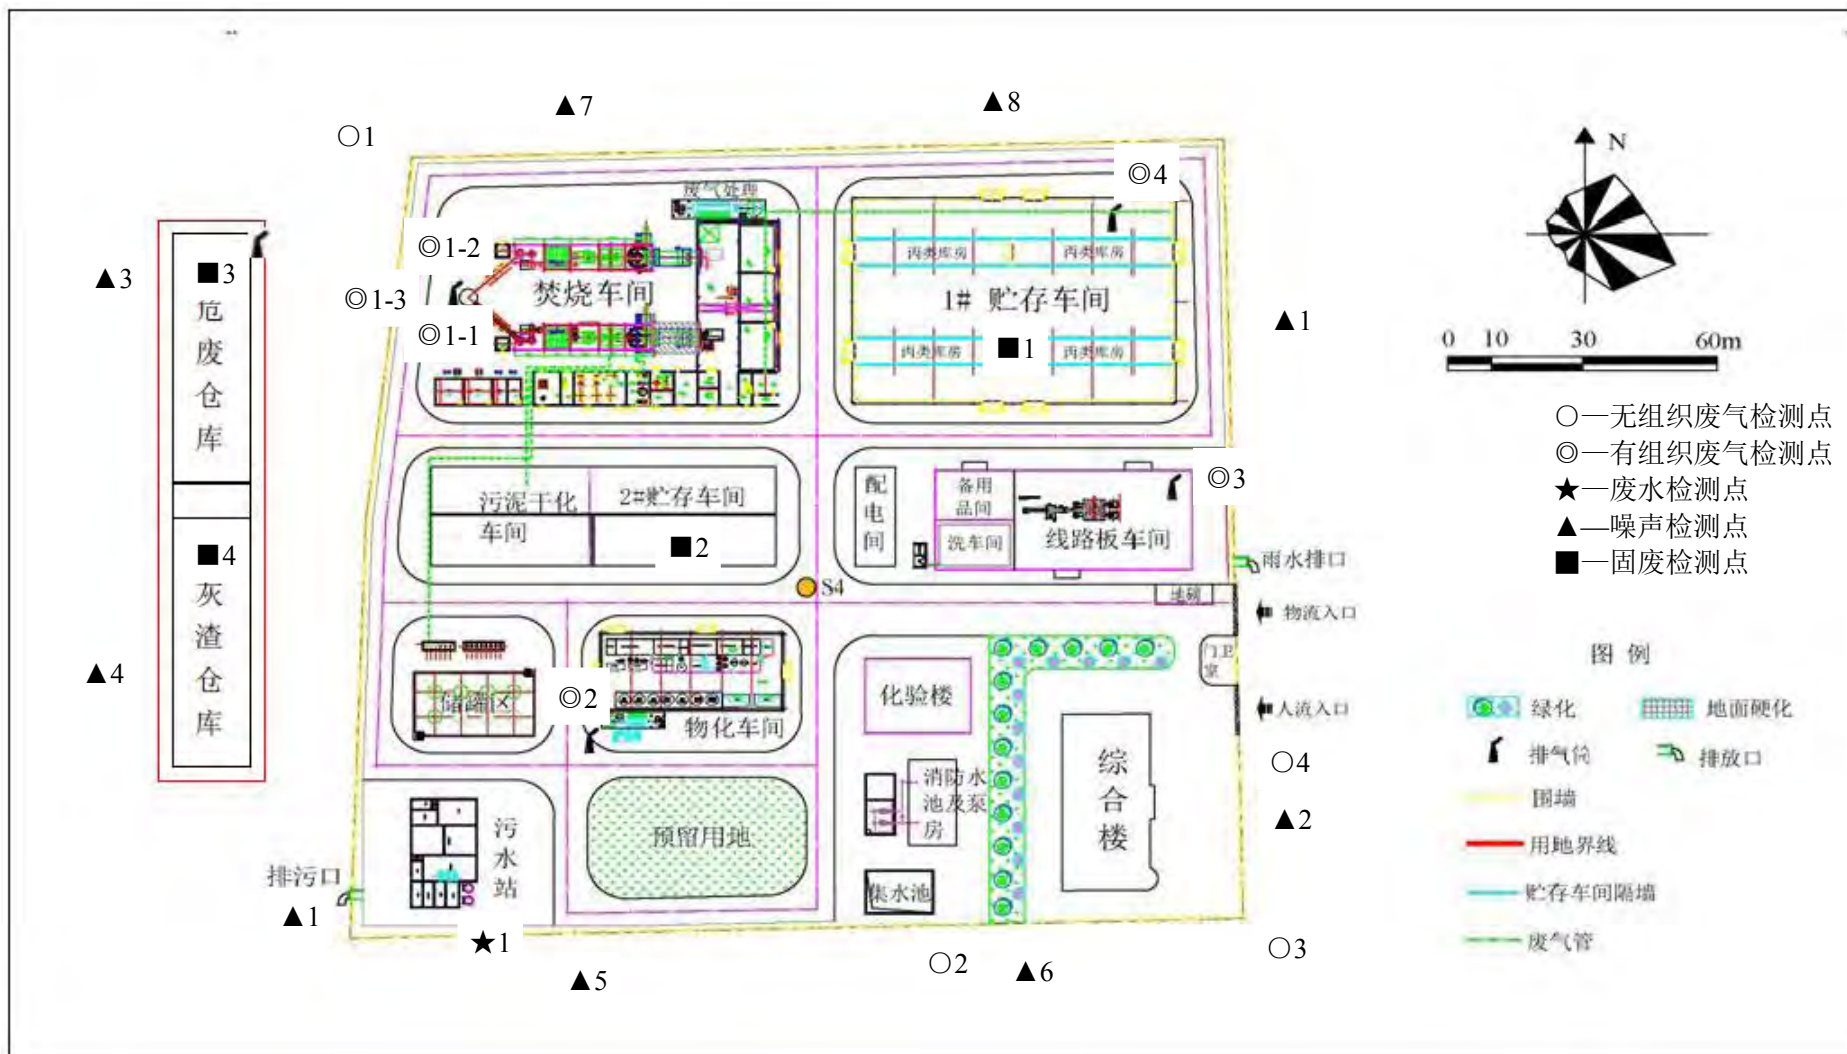 ▲7
▲8
○1
N
◎4
废气处理
◎1-2
▲3
■3
危废仓库
丙类库房
丙类库房
焚烧车间
◎1-3
1# 贮存车间
▲1
◎1-1
丙类库房
■1
丙类库房
0 10 30 60m
○—无组织废气检测点
◎—有组织废气检测点
★—废水检测点
▲—噪声检测点
■—固废检测点
◎3
配电间
备用品间
污泥干化车间
2#贮存车间
■2
洗车间
线路板车间
■4
灰渣仓库
雨水排口
S4
地磅
物流入口
门卫室
图 例
▲4
储罐区
◎2
物化车间
化验楼
人流入口
绿化
地面硬化
排气筒
排放口
○4
综合楼
消防水池及泵房
围墙
▲2
污水站
预留用地
用地界线
排污口
集水池
贮存车间隔墙
▲1
★1
废气管
○2
○3
▲5
▲6